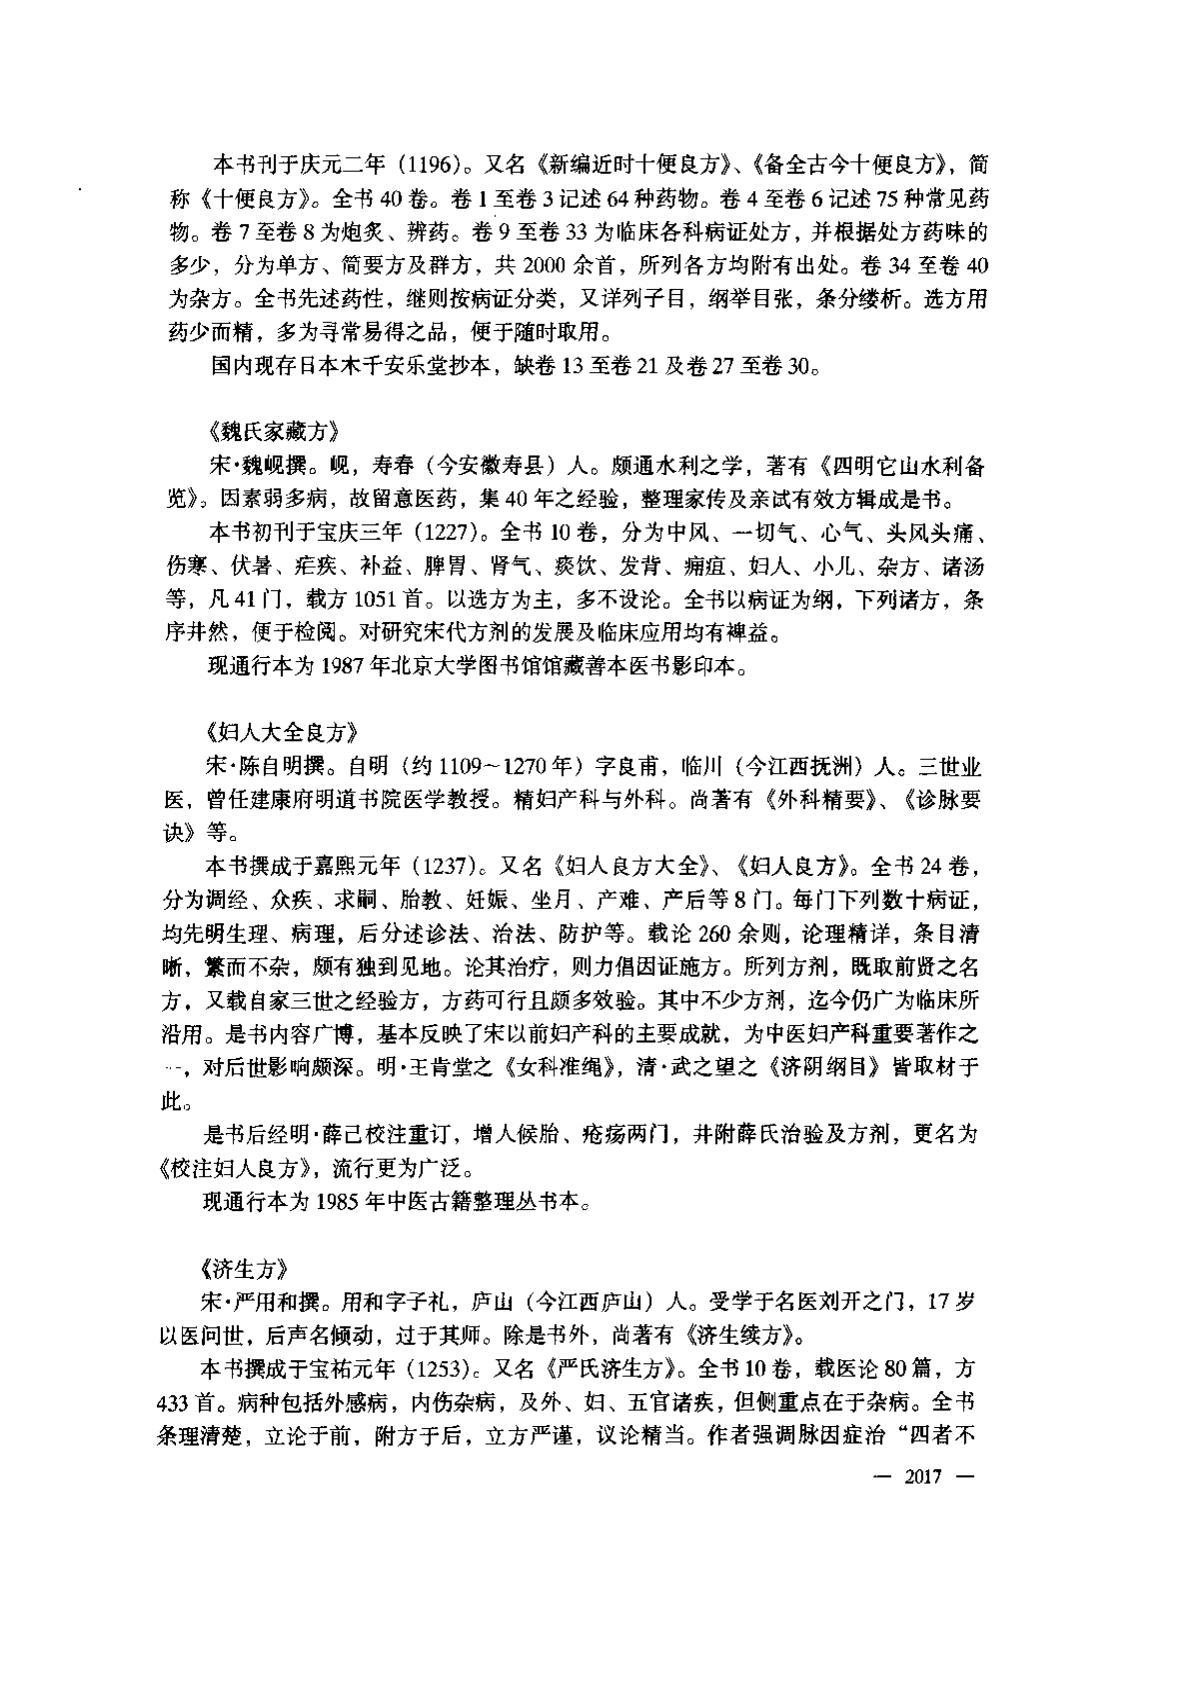 本书刊于庆元二年（1196）。又名《新编近时十便良方》、《备全古今十便良方》，简
称《十便良方》。全书 40 卷。卷 1 至卷 3 记述 64 种药物。卷 4 至卷 6 记述 75 种常见药
物。卷 7 至卷 8 为炮炙、辨药。卷 9 至卷 33 为临床各科病证处方，并根据处方药味的
多少，分为单方、简要方及群方，共 2000 余首，所列各方均附有出处。卷 34 至卷 40
为杂方。全书先述药性，继则按病证分类，又详列子目，纲举目张，条分缕析。选方用
药少而精，多为寻常易得之品，便于随时取用。
国内现存日本木千安乐堂抄本，缺卷 13 至卷 21 及卷 27 至卷 30。
《魏氏家藏方》
宋·魏岘撰。岘，寿春（今安徽寿县）人。颇通水利之学，著有《四明它山水利备
览》。因素弱多病，故留意医药，集 40 年之经验，整理家传及亲试有效方辑成是书。
本书初刊于宝庆三年（1227）。全书 10 卷，分为中风、一切气、心气、头风头痛、
伤寒、伏暑、疟疾、补益、脾胃、肾气、痰饮、发背、痈疽、妇人、小儿、杂方、诸汤
等，凡 41 门，载方 1051 首。以选方为主，多不设论。全书以病证为纲，下列诸方，条
序井然，便于检阅。对研究宋代方剂的发展及临床应用均有裨益。
现通行本为 1987 年北京大学图书馆馆藏善本医书影印本。
《妇人大全良方》
宋·陈自明撰。自明（约 1109～1270 年）字良甫，临川（今江西抚洲）人。三世业
医，曾任建康府明道书院医学教授。精妇产科与外科。尚著有《外科精要》、《诊脉要
诀》等。
本书撰成于嘉熙元年（1237）。又名《妇人良方大全》、《妇人良方》。全书 24 卷，
分为调经、众疾、求嗣、胎教、妊娠、坐月、产难、产后等 8 门。每门下列数十病证，
均先明生理、病理，后分述诊法、治法、防护等。载论 260 余则，论理精详，条目清
晰，繁而不杂，颇有独到见地。论其治疗，则力倡因证施方。所列方剂，既取前贤之名
方，又载自家三世之经验方，方药可行且颇多效验。其中不少方剂，迄今仍广为临床所
沿用。是书内容广博，基本反映了宋以前妇产科的主要成就，为中医妇产科重要著作之
一，对后世影响颇深。明·王肯堂之《女科准绳》，清·武之望之《济阴纲目》皆取材于
此。
是书后经明·薛己校注重订，增人候胎、疮疡两门，井附薛氏治验及方剂，更名为
《校注妇人良方》，流行更为广泛。
现通行本为 1985 年中医古籍整理丛书本。
《济生方》
宋·严用和撰。用和字子礼，庐山（今江西庐山）人。受学于名医刘开之门，17 岁
以医问世，后声名倾动，过于其师。除是书外，尚著有《济生续方》。
本书撰成于宝祐元年（1253）。又名《严氏济生方》。全书 10 卷，载医论 80 篇，方
433 首。病种包括外感病，内伤杂病，及外、妇、五官诸疾，但侧重点在于杂病。全书
条理清楚，立论于前，附方于后，立方严谨，议论精当。作者强调脉因症治“四者不
— 2017 —